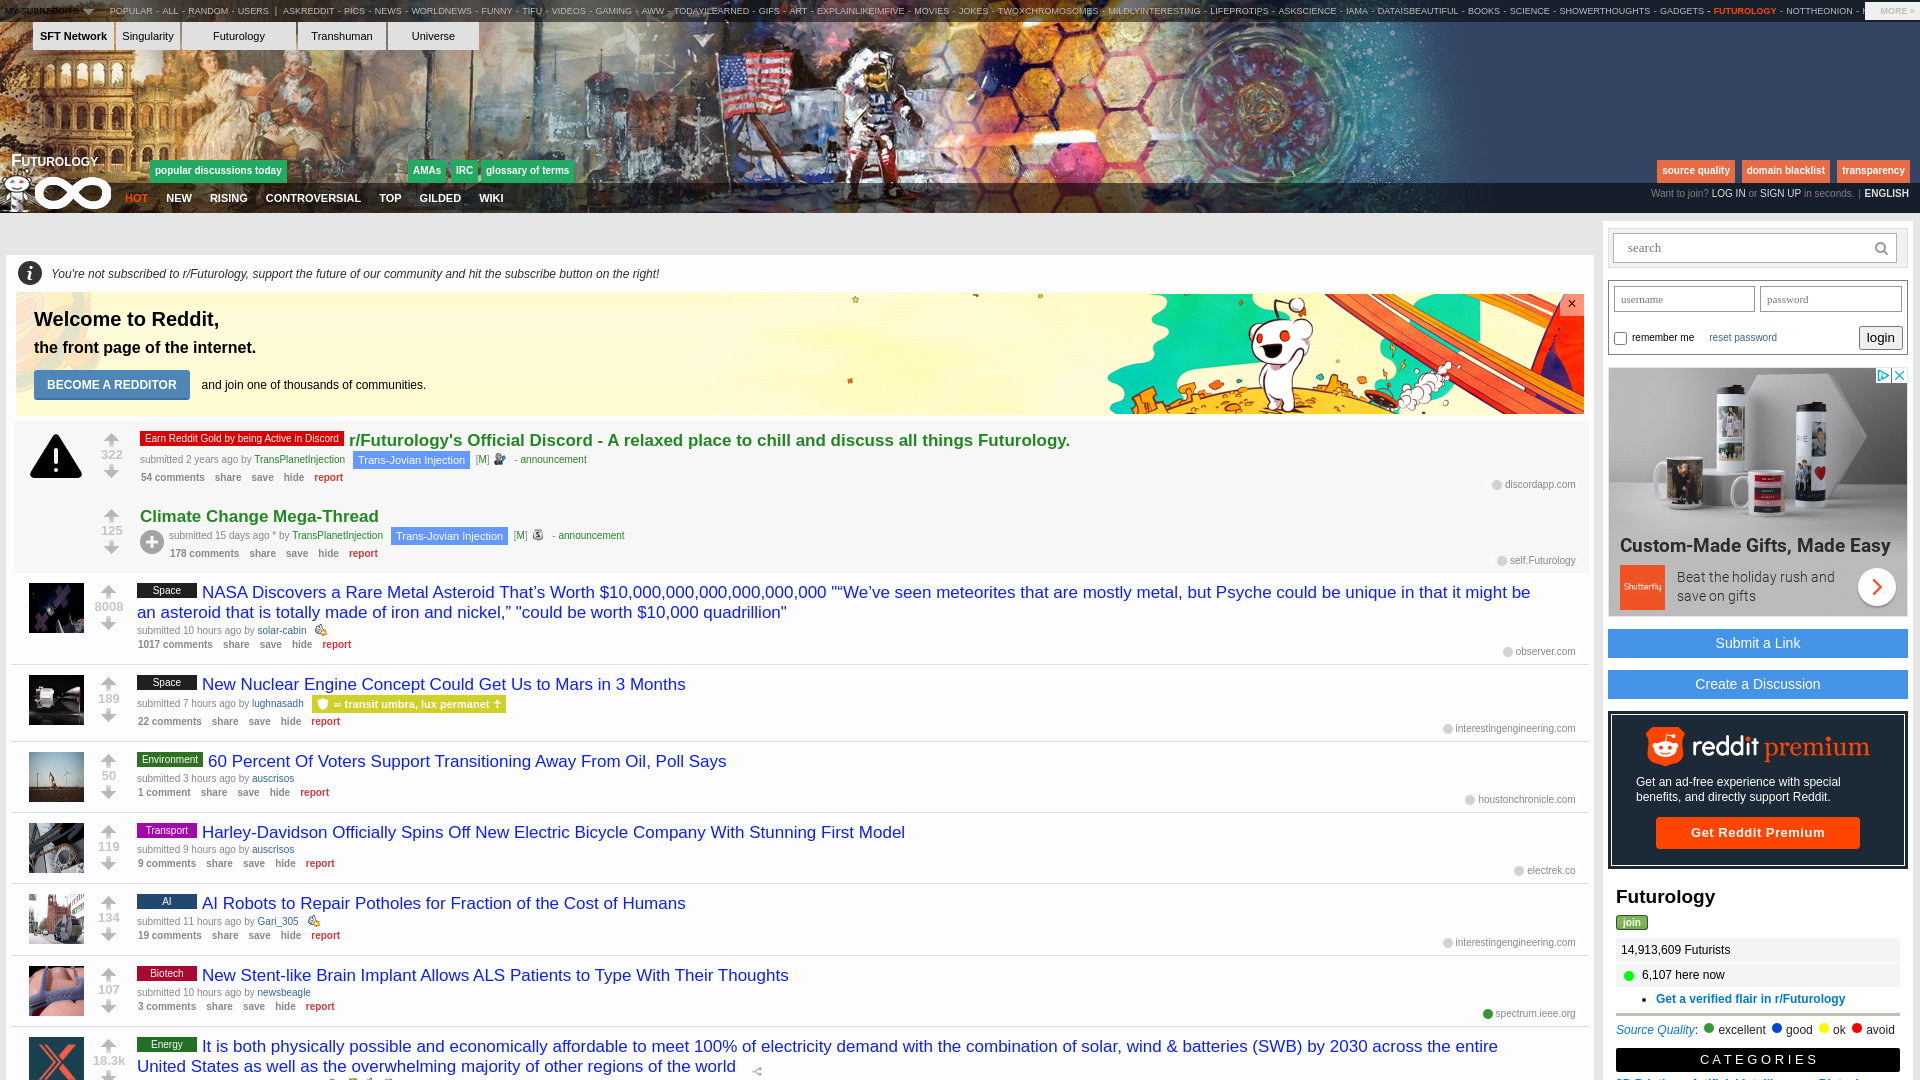 MY SUBREDDITS POPULAR - ALL - RANDOM - USERS | ASKREDDIT - PICS - NEWS - WORLDNEWS - FUNNY - TIFU - VIDEOS - GAMING - AWW - TODAYILEARNED - GIFS - ART - EXPLAINLIKEIMFIVE - MOVIES - JOKES - TWOXCHROMOSOMES - MILDLYINTERESTING - LIFEPROTIPS - ASKSCIENCE - IAMA - DATAISBEAUTIFUL - BOOKS - SCIENCE - SHOWERTHOUGHTS - GADGETS - FUTUROLOGY - NOTTHEONION - MORE »
SFT Network Singularity Futurology Transhuman Universe
FUTUROLOGY
popular discussions today AMAs IRC glossary of terms source quality domain blacklist transparency
HOT NEW RISING CONTROVERSIAL TOP GILDED WIKI
Want to join? LOG IN or SIGN UP in seconds. | ENGLISH
You're not subscribed to r/Futurology, support the future of our community and hit the subscribe button on the right!
Welcome to Reddit,
the front page of the internet.
BECOME A REDDITOR and join one of thousands of communities.
×
322
Earn Reddit Gold by being Active in Discord r/Futurology's Official Discord - A relaxed place to chill and discuss all things Futurology.
submitted 2 years ago by TransPlanetInjection Trans-Jovian Injection [M] - announcement
54 comments share save hide report
discordapp.com
125
Climate Change Mega-Thread
submitted 15 days ago * by TransPlanetInjection Trans-Jovian Injection [M] - announcement
178 comments share save hide report
self.Futurology
8008
Space NASA Discovers a Rare Metal Asteroid That’s Worth $10,000,000,000,000,000,000 "“We’ve seen meteorites that are mostly metal, but Psyche could be unique in that it might be
an asteroid that is totally made of iron and nickel,” "could be worth $10,000 quadrillion"
submitted 10 hours ago by solar-cabin
1017 comments share save hide report
observer.com
189
Space New Nuclear Engine Concept Could Get Us to Mars in 3 Months
submitted 7 hours ago by lughnasadh ∞ transit umbra, lux permanet ☥
22 comments share save hide report
interestingengineering.com
50
Environment 60 Percent Of Voters Support Transitioning Away From Oil, Poll Says
submitted 3 hours ago by auscrisos
1 comment share save hide report
houstonchronicle.com
119
Transport Harley-Davidson Officially Spins Off New Electric Bicycle Company With Stunning First Model
submitted 9 hours ago by auscrisos
9 comments share save hide report
electrek.co
134
AI AI Robots to Repair Potholes for Fraction of the Cost of Humans
submitted 11 hours ago by Gari_305
19 comments share save hide report
interestingengineering.com
107
Biotech New Stent-like Brain Implant Allows ALS Patients to Type With Their Thoughts
submitted 10 hours ago by newsbeagle
3 comments share save hide report
spectrum.ieee.org
18.3k
Energy It is both physically possible and economically affordable to meet 100% of electricity demand with the combination of solar, wind & batteries (SWB) by 2030 across the entire
United States as well as the overwhelming majority of other regions of the world
search
username password
remember me reset password login
Custom-Made Gifts, Made Easy
Shutterfly
Beat the holiday rush and
save on gifts
Submit a Link
Create a Discussion
reddit premium
Get an ad-free experience with special
benefits, and directly support Reddit.
Get Reddit Premium
Futurology
join
14,913,609 Futurists
6,107 here now
Get a verified flair in r/Futurology
Source Quality: excellent good ok avoid
CATEGORIES